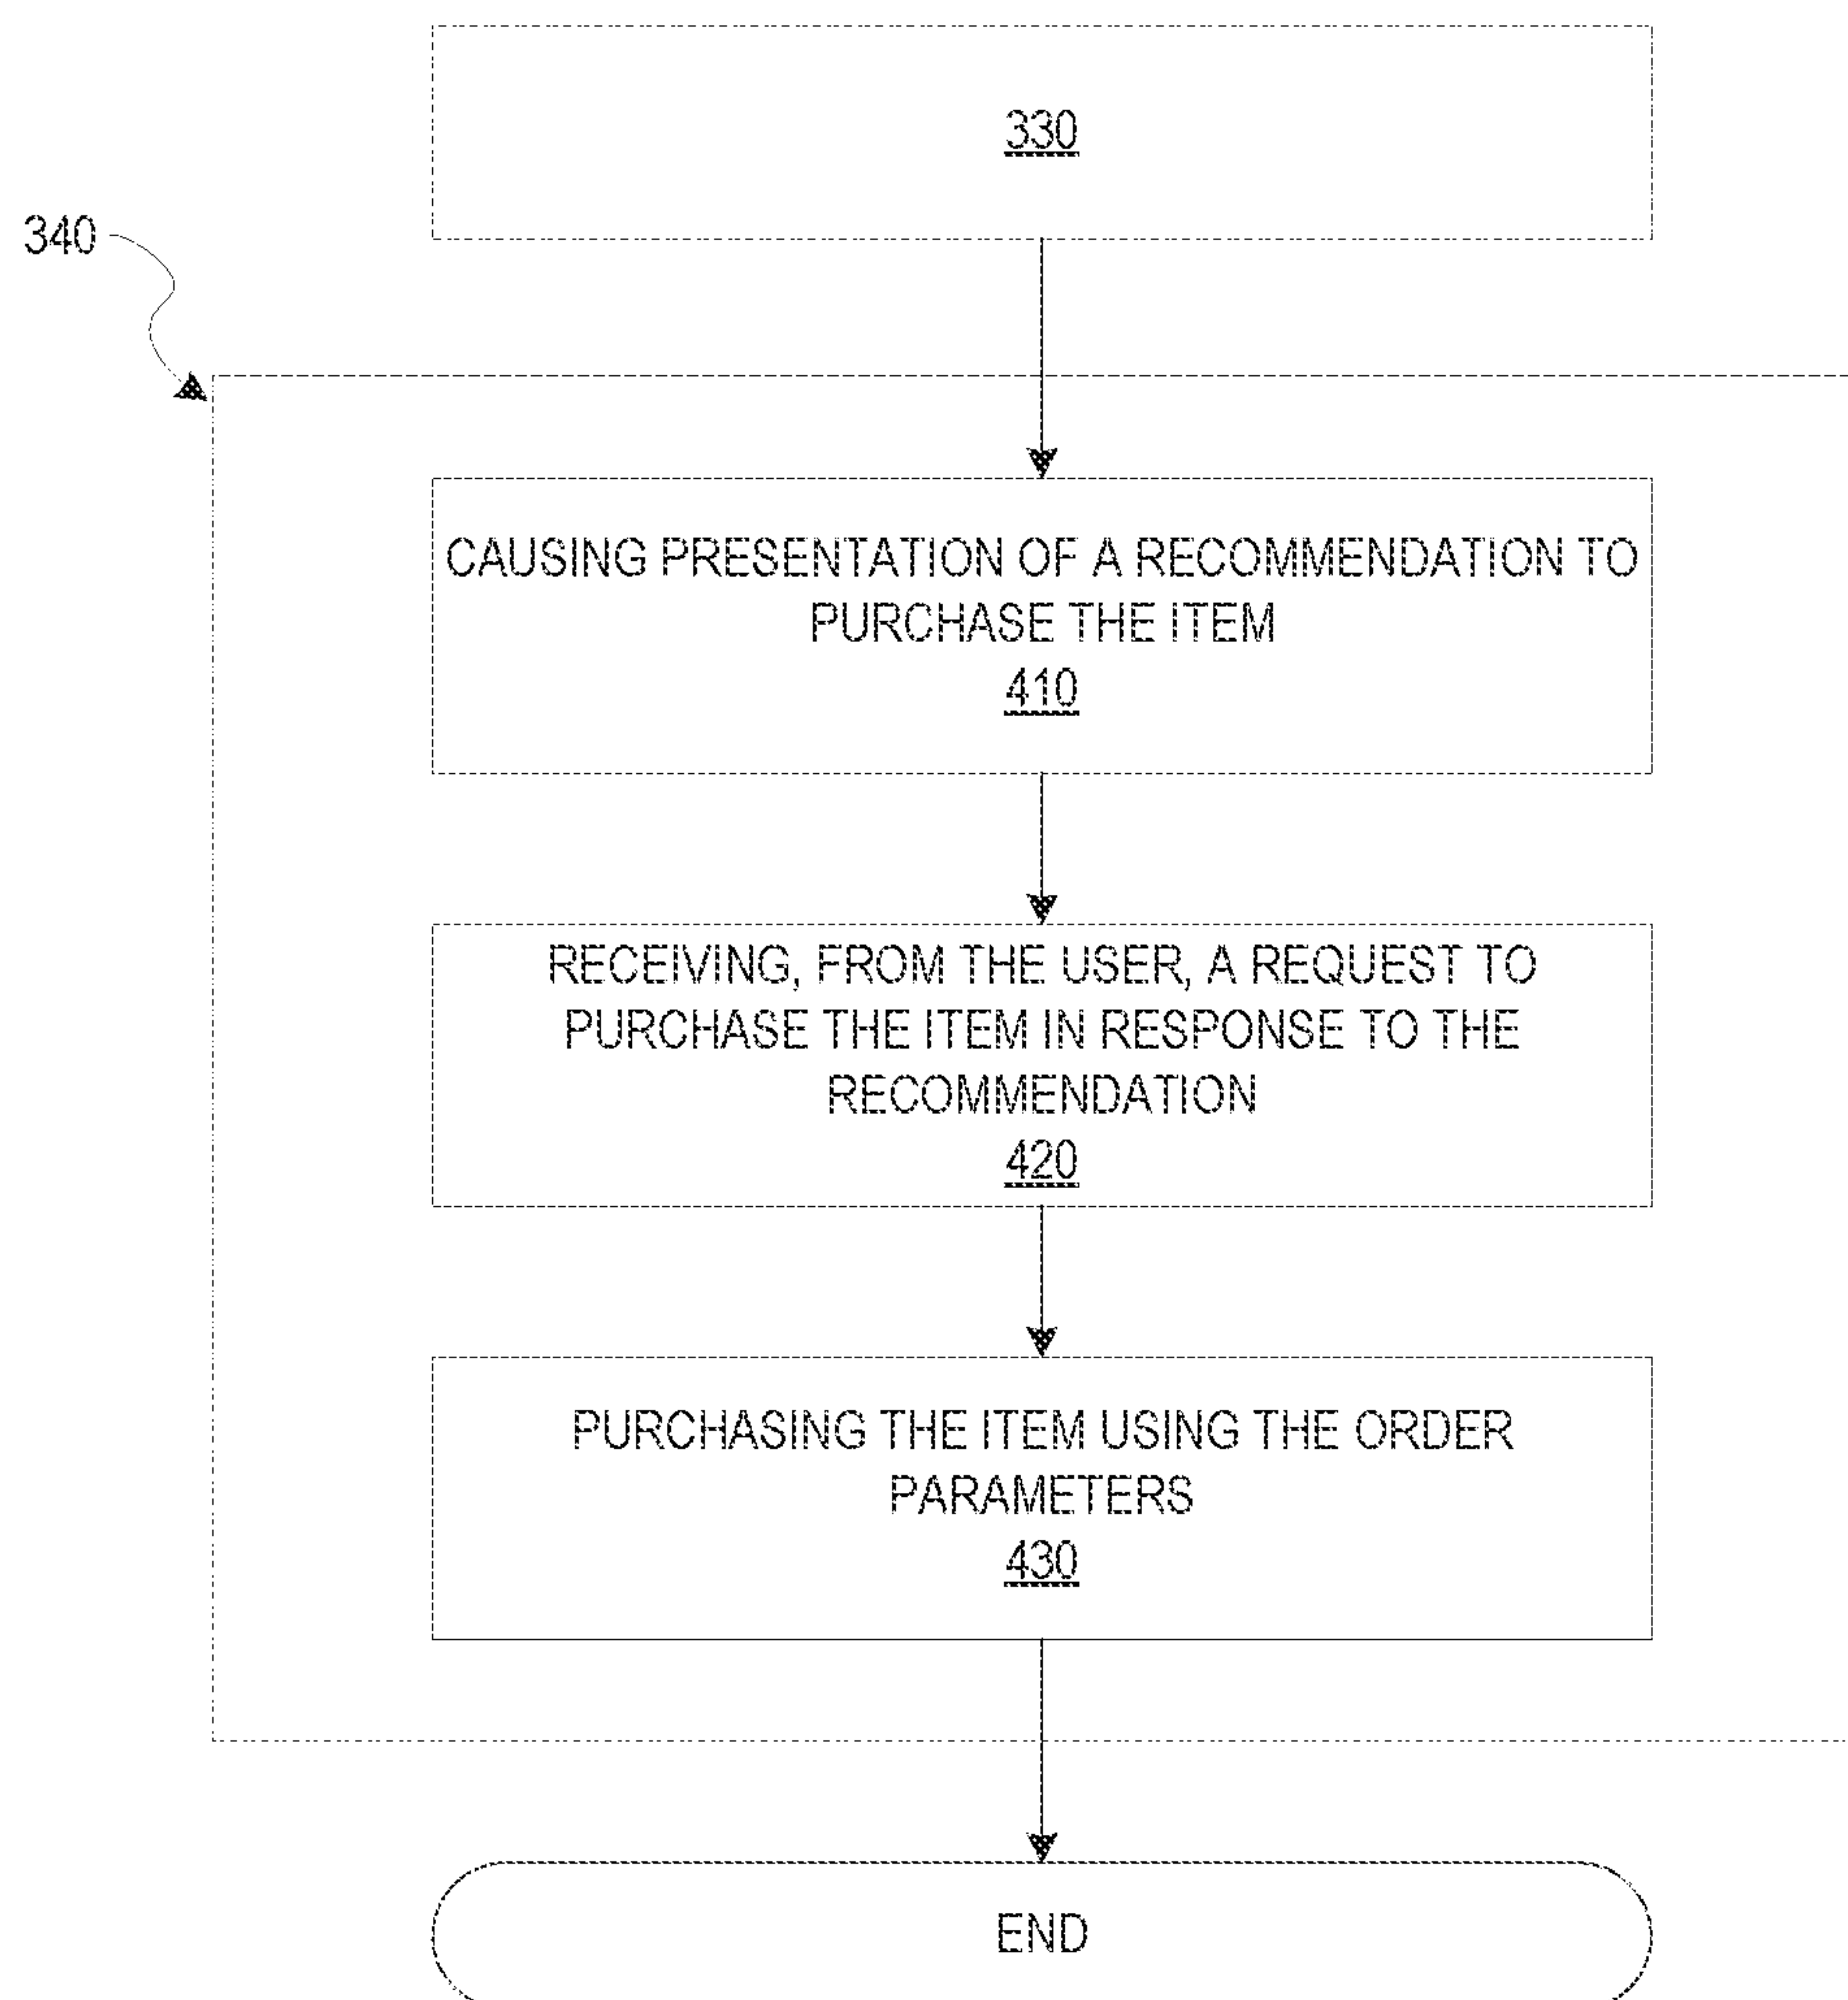 330
340
CAUSING PRESENTATION OF A RECOMMENDATION TO
PURCHASE THE ITEM
410
RECEIVING, FROM THE USER, A REQUEST TO
PURCHASE THE ITEM IN RESPONSE TO THE
RECOMMENDATION
420
PURCHASING THE ITEM USING THE ORDER
PARAMETERS
430
END